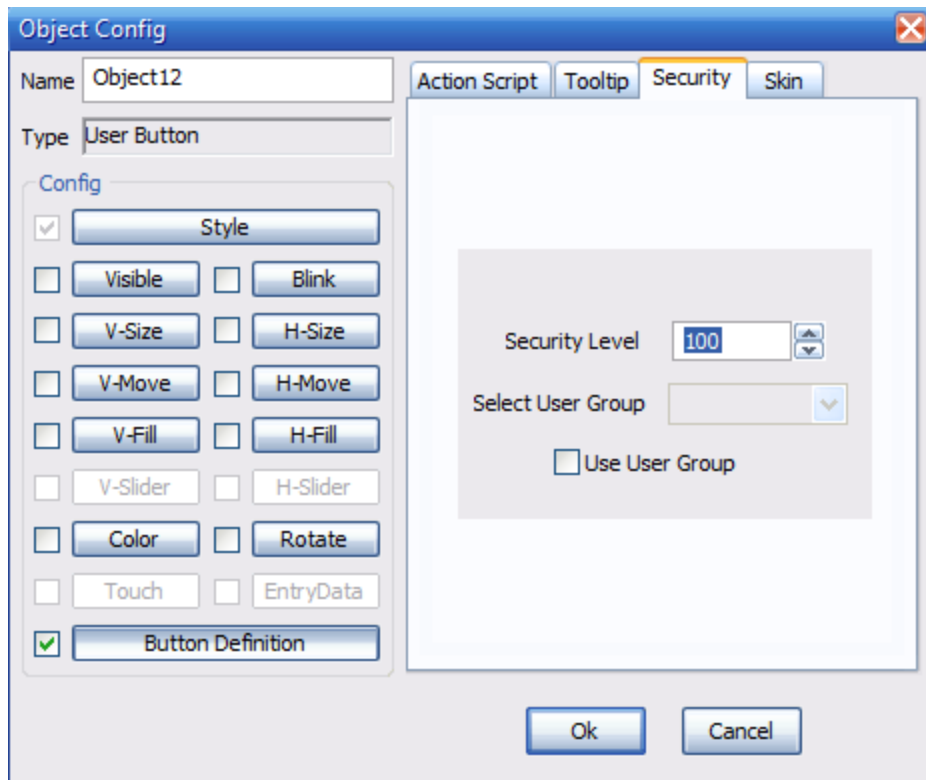 Object Config
Name Object12
Type User Button
Config
Style
Visible Blink
V-Size H-Size
V-Move H-Move
V-Fill H-Fill
V-Slider H-Slider
Color Rotate
Touch EntryData
Button Definition
Action Script Tooltip Security Skin
Security Level 100
Select User Group
Use User Group
Ok Cancel